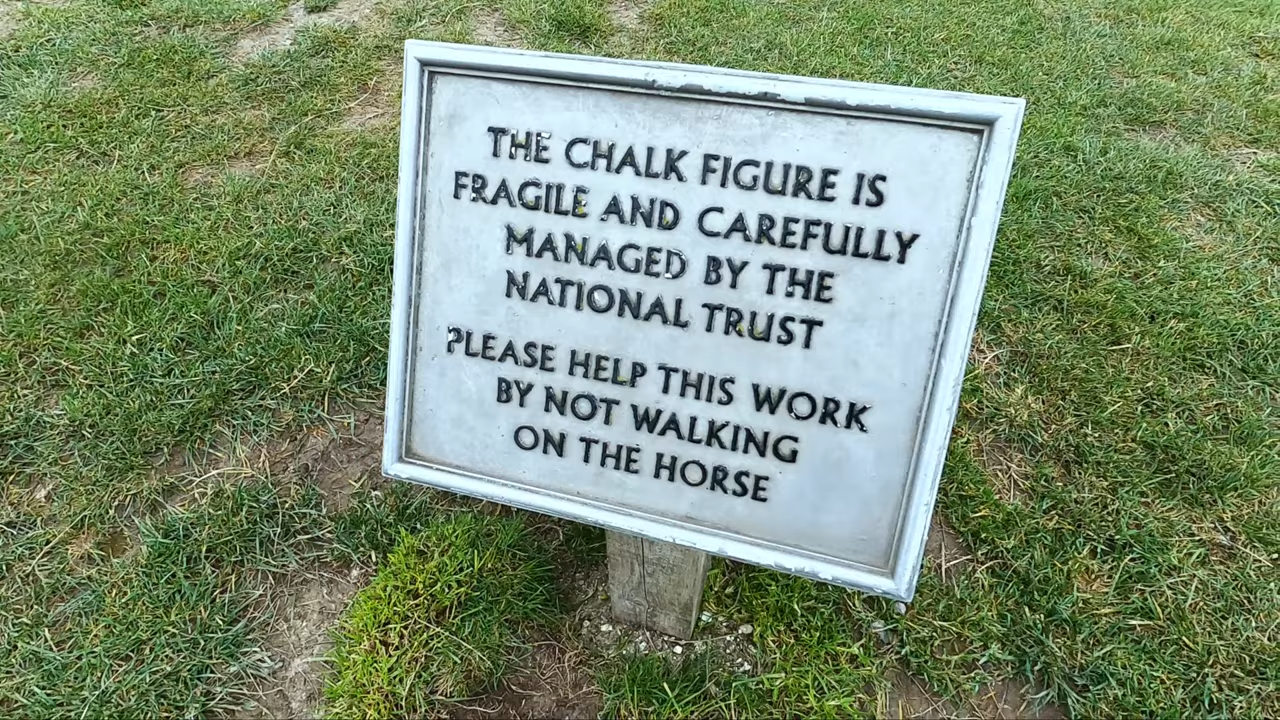 THE CHALK FIGURE IS
FRAGILE AND CAREFULLY
MANAGED BY THE
NATIONAL TRUST
PLEASE HELP THIS WORK
BY NOT WALKING
ON THE HORSE